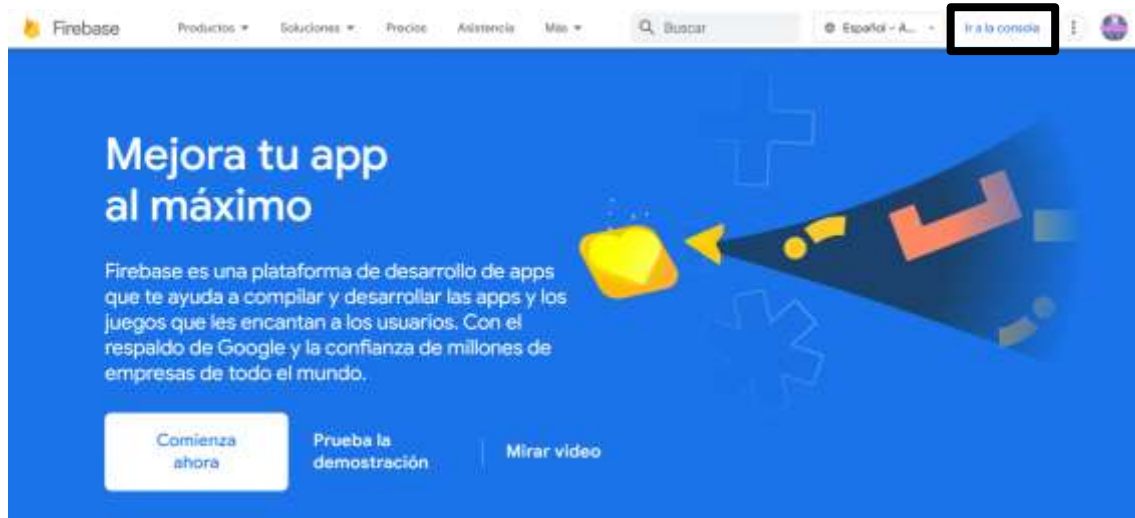 Firebase
Productos
Soluciones
Precios
Asistencia
Más
Buscar
Español – A...
Ir a la consola
Mejora tu app
al máximo
Firebase es una plataforma de desarrollo de apps
que te ayuda a compilar y desarrollar las apps y los
juegos que les encantan a los usuarios. Con el
respaldo de Google y la confianza de millones de
empresas de todo el mundo.
Comienza
ahora
Prueba la
demostración
Mirar video